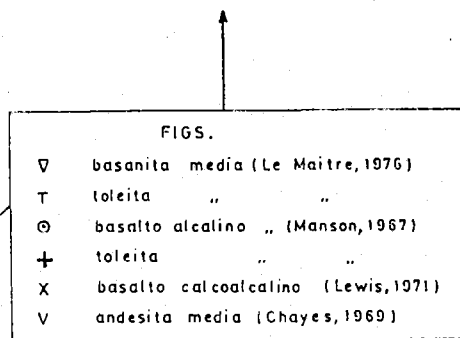 FIGS.
∇ basanita media (Le Maitre, 1976)
T toleita ,, ,,
⊙ basalto alcalino ,, (Manson, 1967)
+ toleita ,, ,,
X basalto calcoalcalino (Lewis, 1971)
V andesita media (Chayes, 1969)